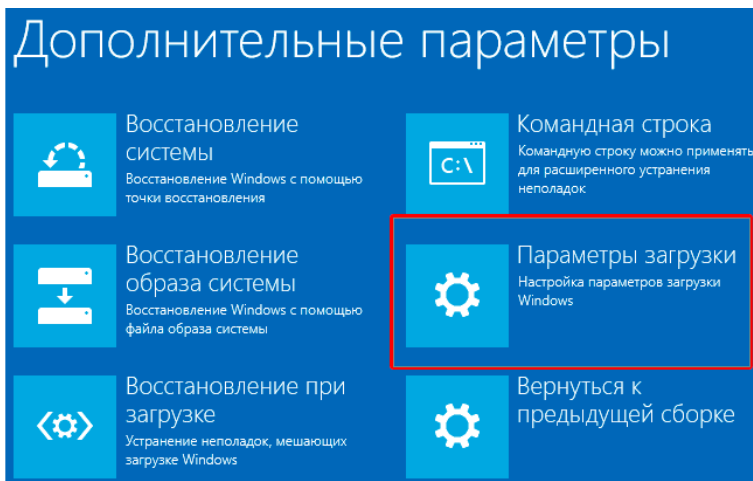 Дополнительные параметры
Восстановление
системы
Восстановление Windows с помощью
точки восстановления
Командная строка
Командную строку можно применять
для расширенного устранения
неполадок
C:\
Восстановление
образа системы
Восстановление Windows с помощью
файла образа системы
Параметры загрузки
Настройка параметров загрузки
Windows
Восстановление при
загрузке
Устранение неполадок, мешающих
загрузке Windows
Вернуться к
предыдущей сборке